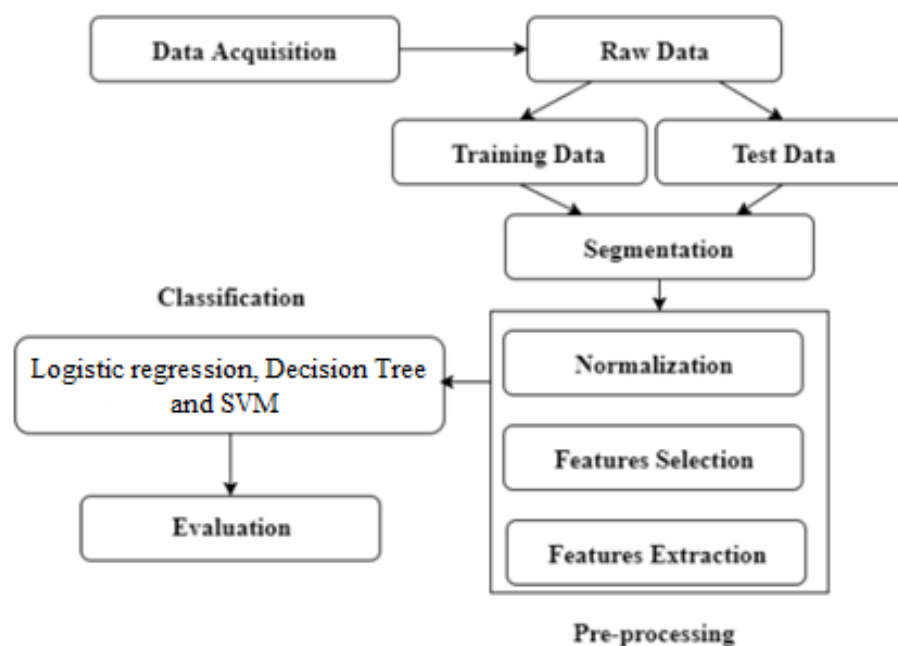 Data Acquisition
Raw Data
Training Data
Test Data
Segmentation
Classification
Logistic regression, Decision Tree
and SVM
Normalization
Features Selection
Evaluation
Features Extraction
Pre-processing